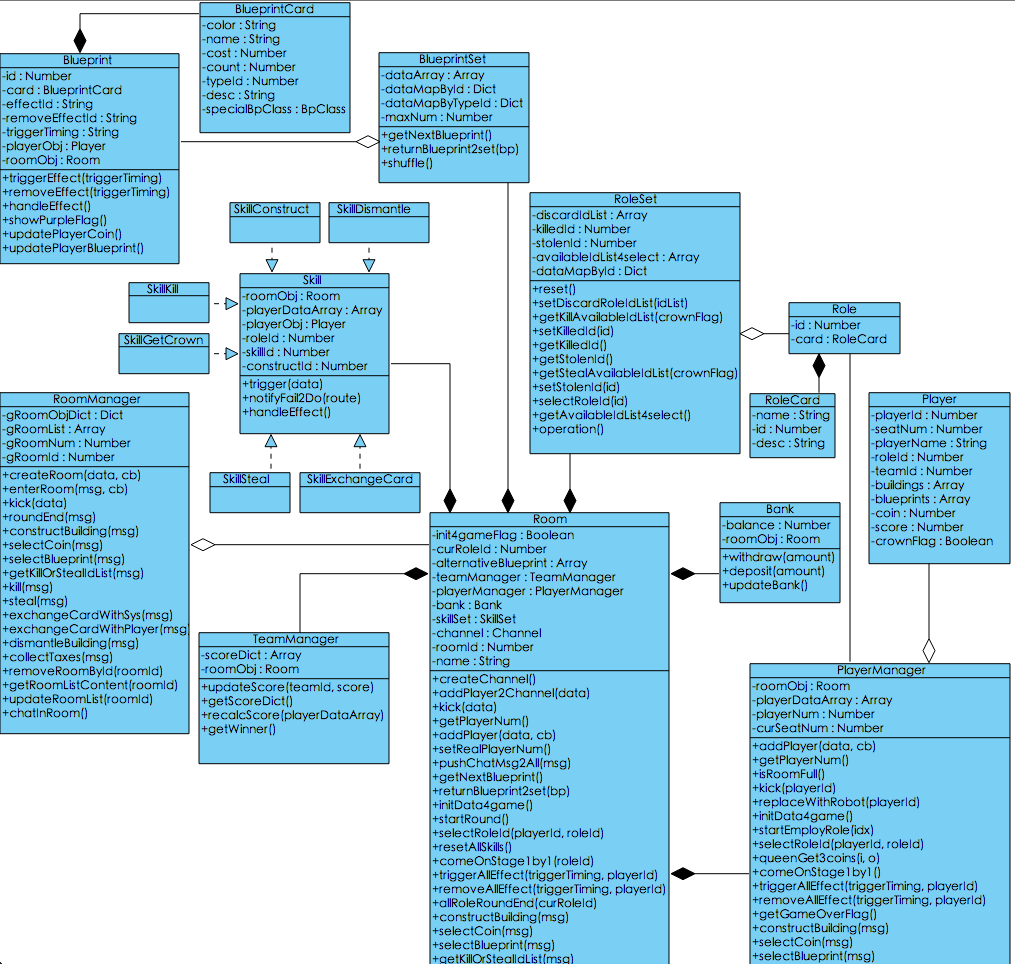 BlueprintCard
-color : String
-name : String
-cost : Number
-count : Number
-typeId : Number
-desc : String
-specialBpClass : BpClass
Blueprint
-id : Number
-card : BlueprintCard
-effectId : String
-removeEffectId : String
-triggerTiming : String
-playerObj : Player
-roomObj : Room
+triggerEffect(triggerTiming)
+removeEffect(triggerTiming)
+handleEffect()
+showPurpleFlag()
+updatePlayerCoin()
+updatePlayerBlueprint()
BlueprintSet
-dataArray : Array
-dataMapById : Dict
-dataMapByTypeId : Dict
-maxNum : Number
+getNextBlueprint()
+returnBlueprint2set(bp)
+shuffle()
SkillConstruct
SkillDismantle
SkillKill
SkillGetCrown
Skill
-roomObj : Room
-playerDataArray : Array
-playerObj : Player
-roleId : Number
-skillId : Number
-constructId : Number
+trigger(data)
+notifyFail2Do(route)
+handleEffect()
SkillSteal
SkillExchangeCard
RoleSet
-discardIdList : Array
-killedId : Number
-stolenId : Number
-availableIdList4select : Array
-dataMapById : Dict
+reset()
+setDiscardRoleIdList(idList)
+getKillAvailableIdList(crownFlag)
+setKilledId(id)
+getKilledId()
+getStolenId()
+getStealAvailableIdList(crownFlag)
+setStolenId(id)
+selectRoleId(id)
+getAvailableIdList4select()
+operation()
Role
-id : Number
-card : RoleCard
RoleCard
-name : String
-id : Number
-desc : String
Player
-playerId : Number
-seatNum : Number
-playerName : String
-roleId : Number
-teamId : Number
-buildings : Array
-blueprints : Array
-coin : Number
-score : Number
-crownFlag : Boolean
RoomManager
-gRoomObjDict : Dict
-gRoomList : Array
-gRoomNum : Number
-gRoomId : Number
+createRoom(data, cb)
+enterRoom(msg, cb)
+kick(data)
+roundEnd(msg)
+constructBuilding(msg)
+selectCoin(msg)
+selectBlueprint(msg)
+getKillOrStealIdList(msg)
+kill(msg)
+steal(msg)
+exchangeCardWithSys(msg)
+exchangeCardWithPlayer(msg)
+dismantleBuilding(msg)
+collectTaxes(msg)
+removeRoomById(roomId)
+getRoomListContent(roomId)
+updateRoomList(roomId)
+chatInRoom()
TeamManager
-scoreDict : Array
-roomObj : Room
+updateScore(teamId, score)
+getScoreDict()
+recalcScore(playerDataArray)
+getWinner()
Room
-init4gameFlag : Boolean
-curRoleId : Number
-alternativeBlueprint : Array
-teamManager : TeamManager
-playerManager : PlayerManager
-bank : Bank
-skillSet : SkillSet
-channel : Channel
-roomId : Number
-name : String
+createChannel()
+addPlayer2Channel(data)
+kick(data)
+getPlayerNum()
+addPlayer(data, cb)
+setRealPlayerNum()
+pushChatMsg2All(msg)
+getNextBlueprint()
+returnBlueprint2set(bp)
+initData4game()
+startRound()
+selectRoleId(playerId, roleId)
+resetAllSkills()
+comeOnStage1by1(roleId)
+triggerAllEffect(triggerTiming, playerId)
+removeAllEffect(triggerTiming, playerId)
+allRoleRoundEnd(curRoleId)
+constructBuilding(msg)
+selectCoin(msg)
+selectBlueprint(msg)
+getKillOrStealIdList(msg)
Bank
-balance : Number
-roomObj : Room
+withdraw(amount)
+deposit(amount)
+updateBank()
PlayerManager
-roomObj : Room
-playerDataArray : Array
-playerNum : Number
-curSeatNum : Number
+addPlayer(data, cb)
+getPlayerNum()
+isRoomFull()
+kick(playerId)
+replaceWithRobot(playerId)
+initData4game()
+startEmployRole(idx)
+selectRoleId(playerId, roleId)
+queenGet3coins(i, o)
+comeOnStage1by1()
+triggerAllEffect(triggerTiming, playerId)
+removeAllEffect(triggerTiming, playerId)
+getGameOverFlag()
+constructBuilding(msg)
+selectCoin(msg)
+selectBlueprint(msg)